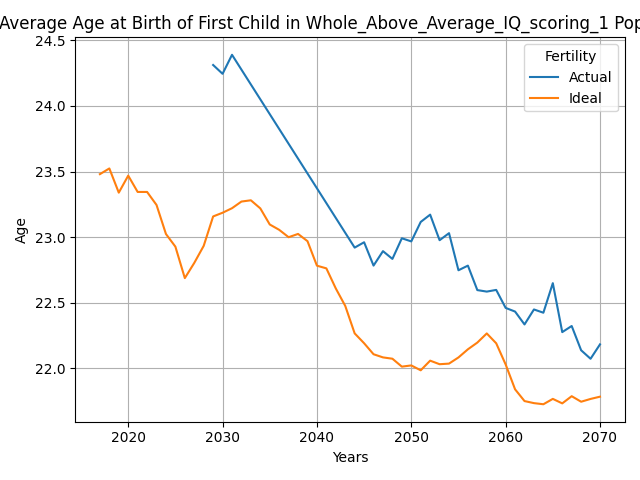 Average Age at Birth of First Child in Whole_Above_Average_IQ_scoring_1 Pop
24.5
24.0
23.5
23.0
22.5
22.0
Age
Fertility
Actual
Ideal
2020 2030 2040 2050 2060 2070
Years